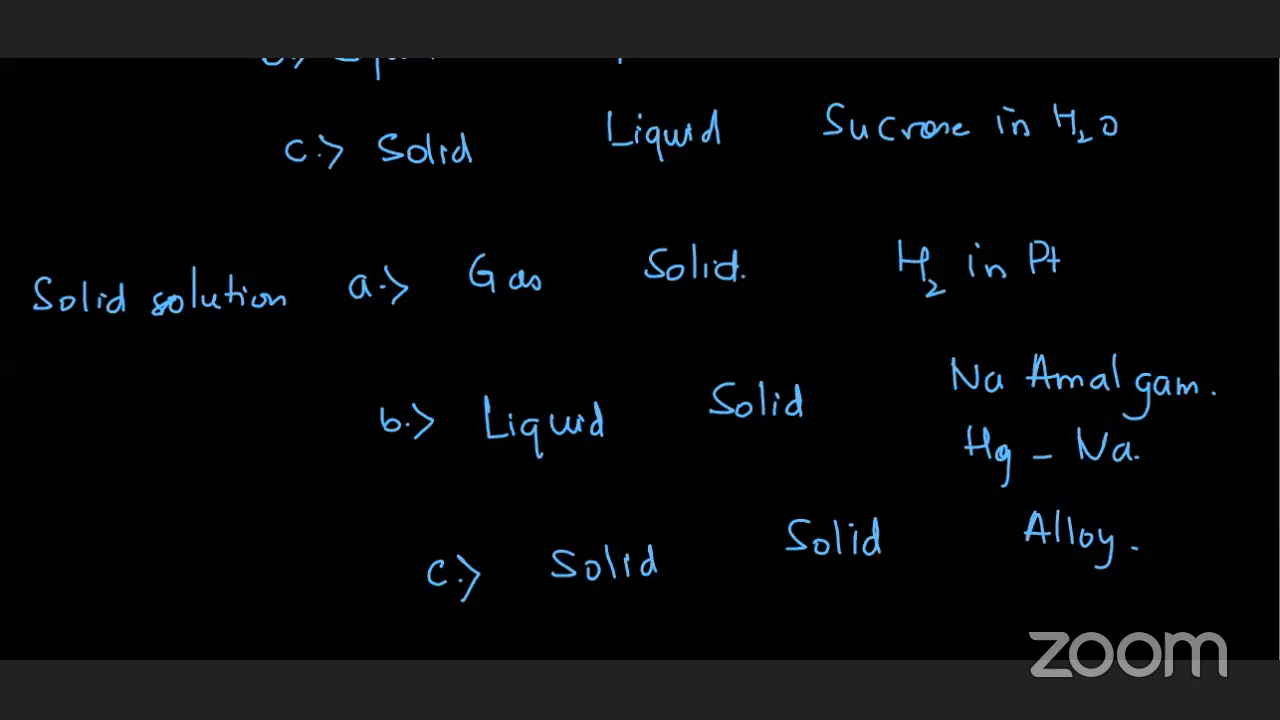 c.> Solid Liquid Sucrose in H₂O
Solid solution a.> Gas Solid. H₂ in Pt
b.> Liquid Solid Na Amalgam.
Hg - Na.
c.> Solid Solid Alloy.
zoom